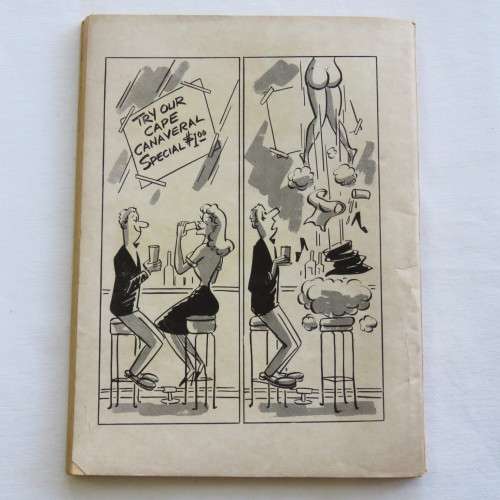 TRY OUR
CAPE
CANAVERAL
SPECIAL $1.00